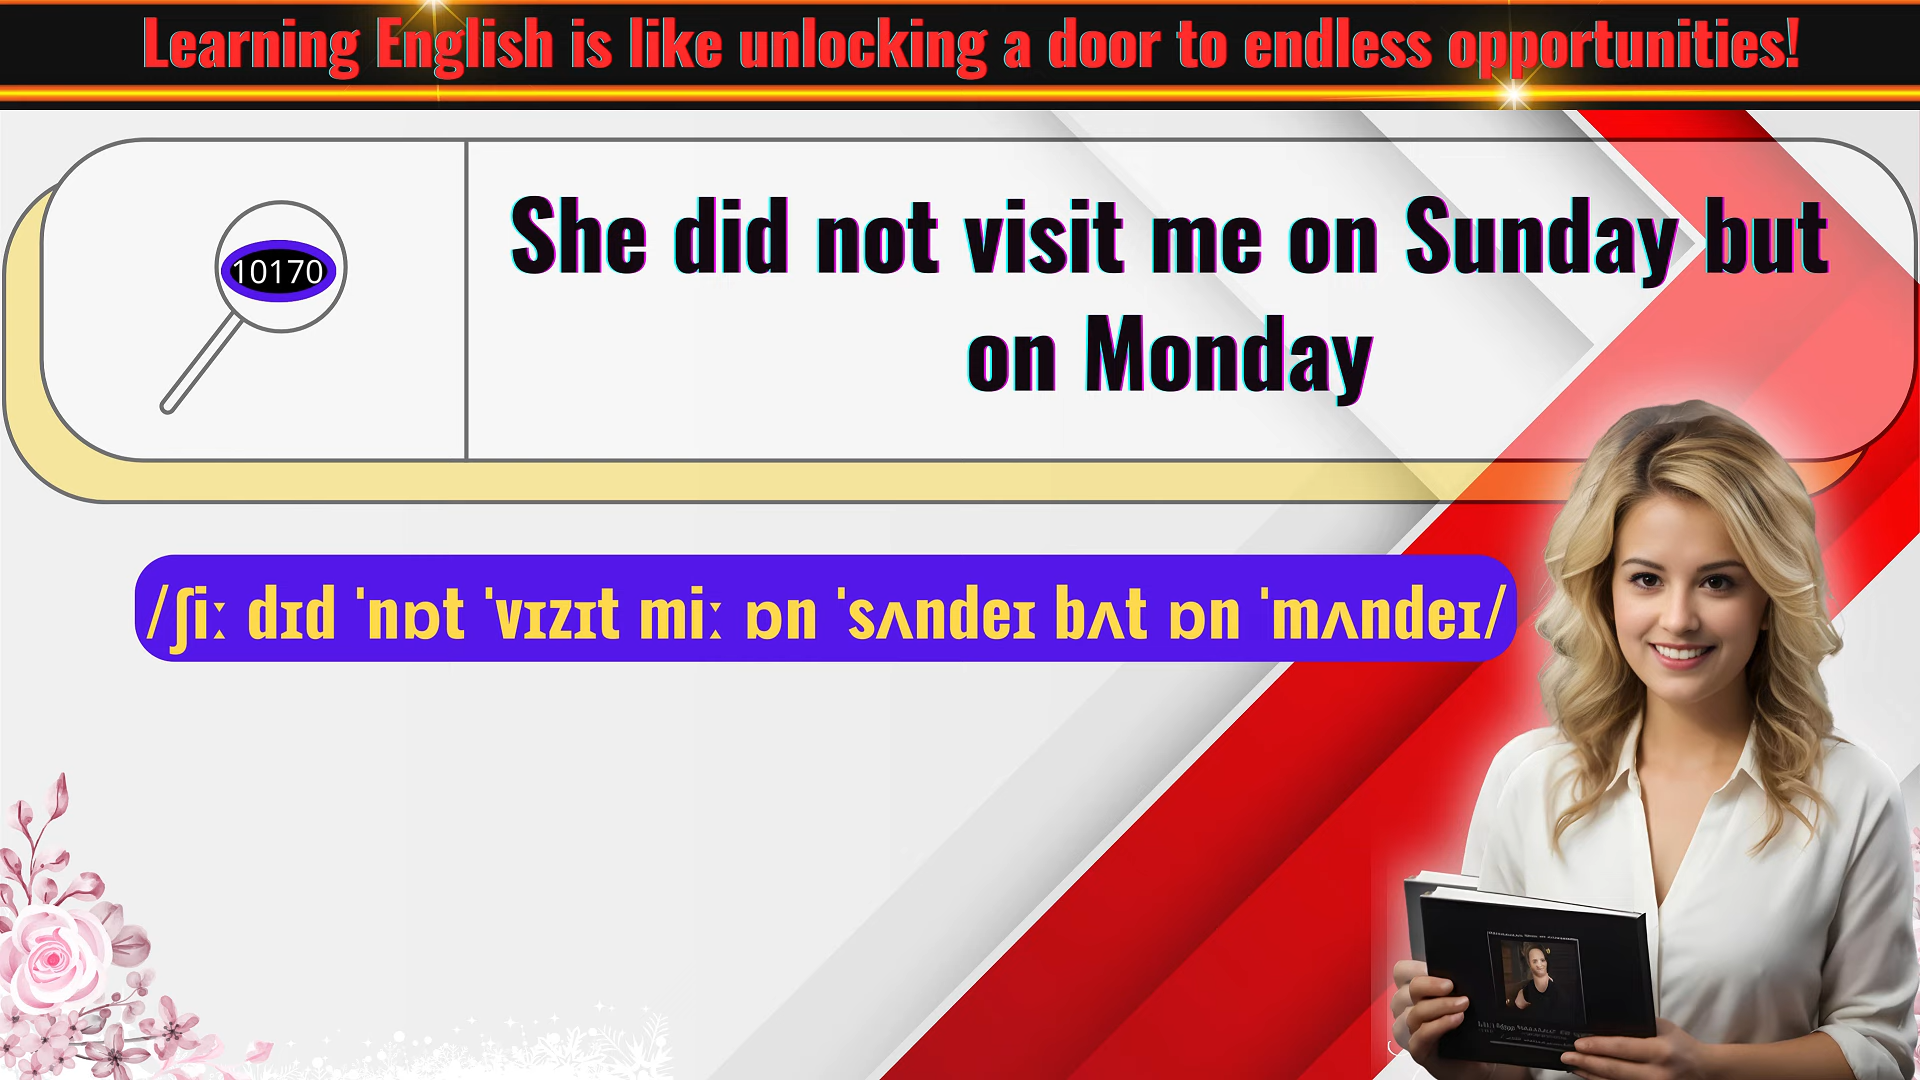 Learning English is like unlocking a door to endless opportunities!
10170
She did not visit me on Sunday but
on Monday
/ʃiː dɪd ˈnɒt ˈvɪzɪt miː ɒn ˈsʌndeɪ bʌt ɒn ˈmʌndeɪ/